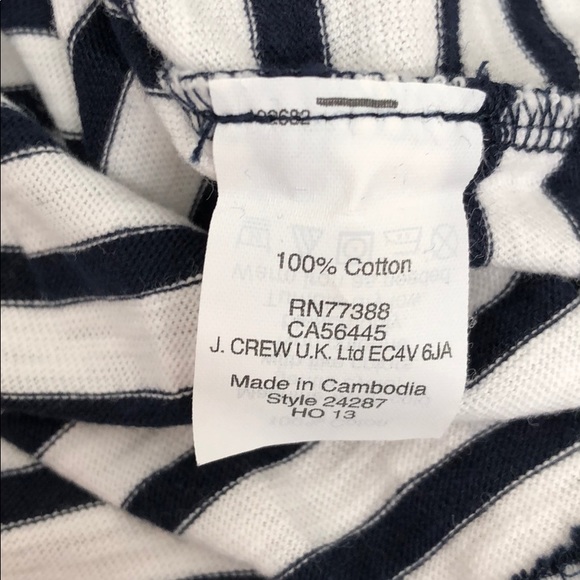 100% Cotton
RN77388
CA56445
J. CREW U.K. Ltd EC4V 6JA
Made in Cambodia
Style 24287
HO 13